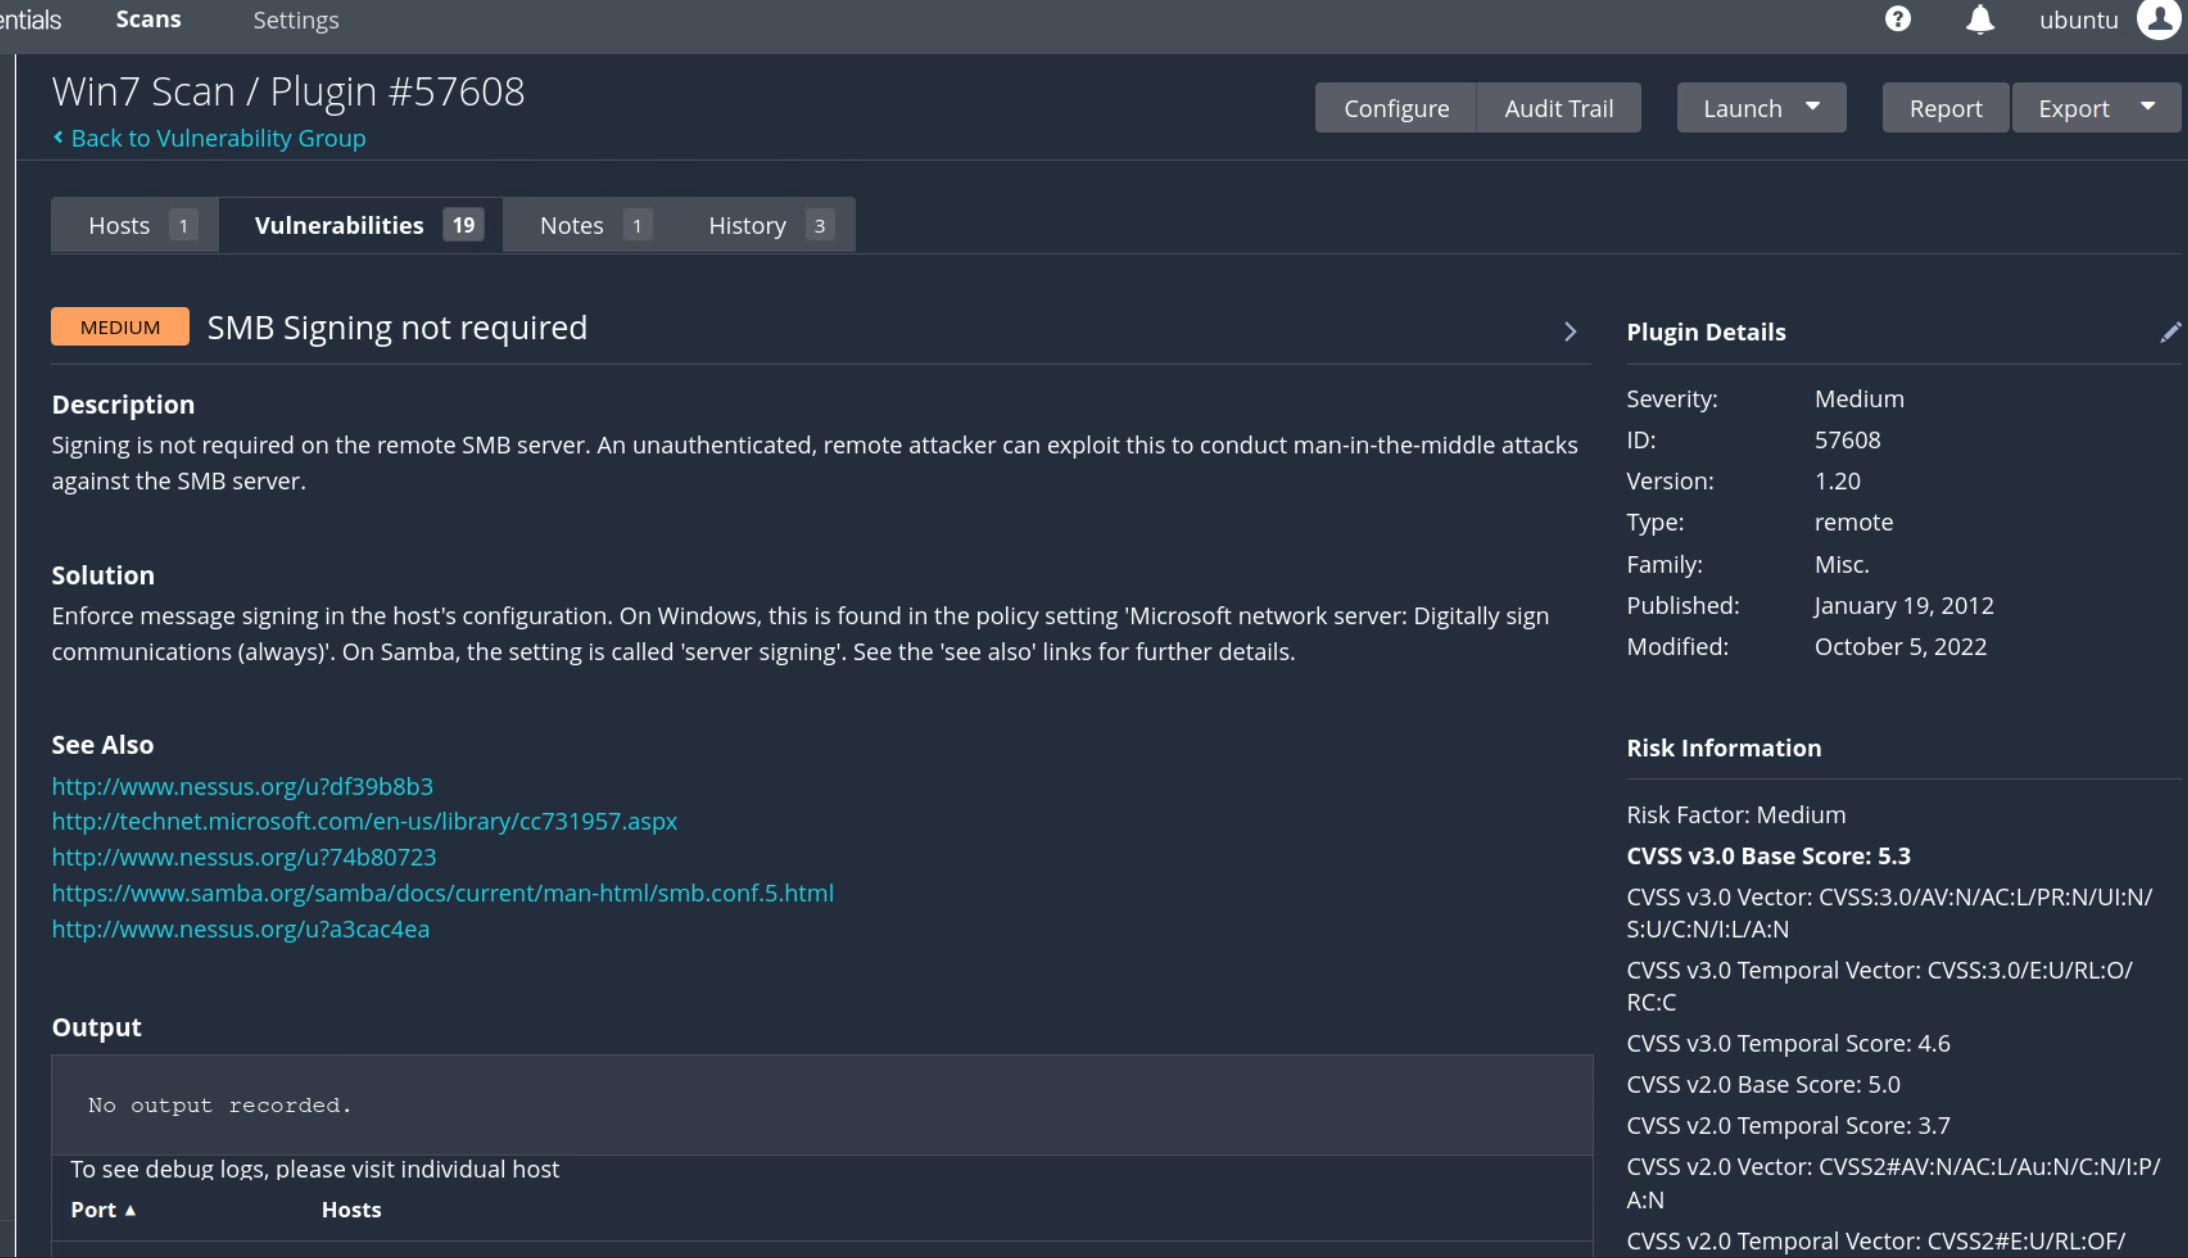 entials Scans Settings ubuntu
Win7 Scan / Plugin #57608
Back to Vulnerability Group
Configure Audit Trail Launch Report Export
Hosts 1 Vulnerabilities 19 Notes 1 History 3
MEDIUM SMB Signing not required
Description
Signing is not required on the remote SMB server. An unauthenticated, remote attacker can exploit this to conduct man-in-the-middle attacks
against the SMB server.
Solution
Enforce message signing in the host's configuration. On Windows, this is found in the policy setting 'Microsoft network server: Digitally sign
communications (always)'. On Samba, the setting is called 'server signing'. See the 'see also' links for further details.
See Also
http://www.nessus.org/u?df39b8b3
http://technet.microsoft.com/en-us/library/cc731957.aspx
http://www.nessus.org/u?74b80723
https://www.samba.org/samba/docs/current/man-html/smb.conf.5.html
http://www.nessus.org/u?a3cac4ea
Output
No output recorded.
To see debug logs, please visit individual host
Port Hosts
Plugin Details
Severity: Medium
ID: 57608
Version: 1.20
Type: remote
Family: Misc.
Published: January 19, 2012
Modified: October 5, 2022
Risk Information
Risk Factor: Medium
CVSS v3.0 Base Score: 5.3
CVSS v3.0 Vector: CVSS:3.0/AV:N/AC:L/PR:N/UI:N/
S:U/C:N/I:L/A:N
CVSS v3.0 Temporal Vector: CVSS:3.0/E:U/RL:O/
RC:C
CVSS v3.0 Temporal Score: 4.6
CVSS v2.0 Base Score: 5.0
CVSS v2.0 Temporal Score: 3.7
CVSS v2.0 Vector: CVSS2#AV:N/AC:L/Au:N/C:N/I:P/
A:N
CVSS v2.0 Temporal Vector: CVSS2#E:U/RL:OF/